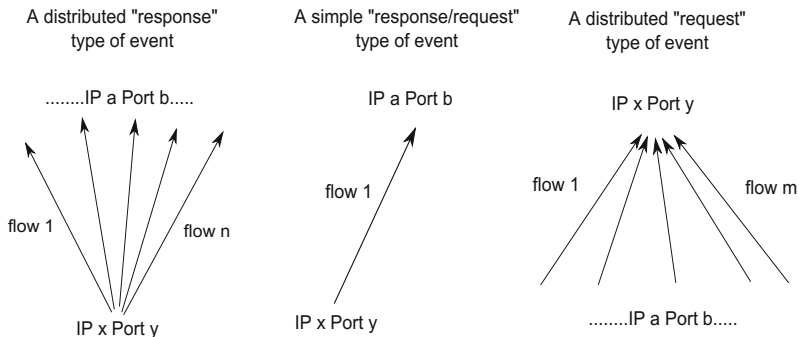 A distributed "response"
type of event
........IP a Port b.....
flow 1
flow n
IP x Port y
A simple "response/request"
type of event
IP a Port b
flow 1
IP x Port y
A distributed "request"
type of event
IP x Port y
flow 1
flow m
........IP a Port b.....